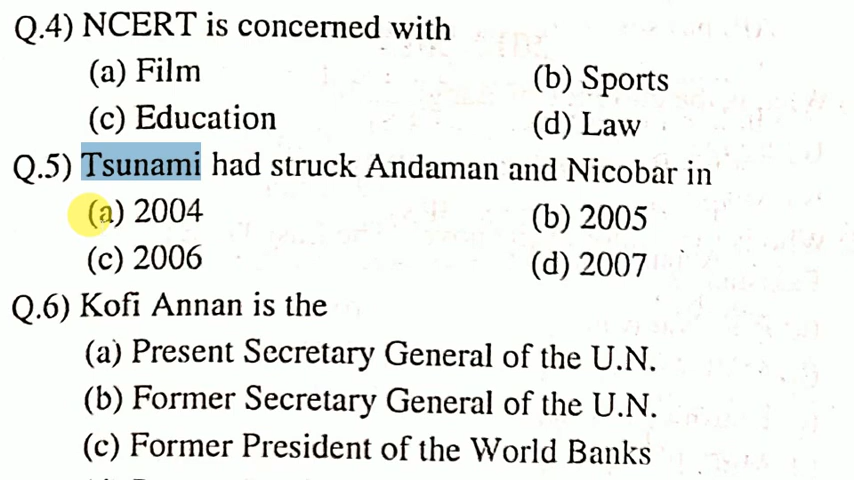 Q.4) NCERT is concerned with
(a) Film (b) Sports
(c) Education (d) Law
Q.5) Tsunami had struck Andaman and Nicobar in
(a) 2004 (b) 2005
(c) 2006 (d) 2007
Q.6) Kofi Annan is the
(a) Present Secretary General of the U.N.
(b) Former Secretary General of the U.N.
(c) Former President of the World Banks